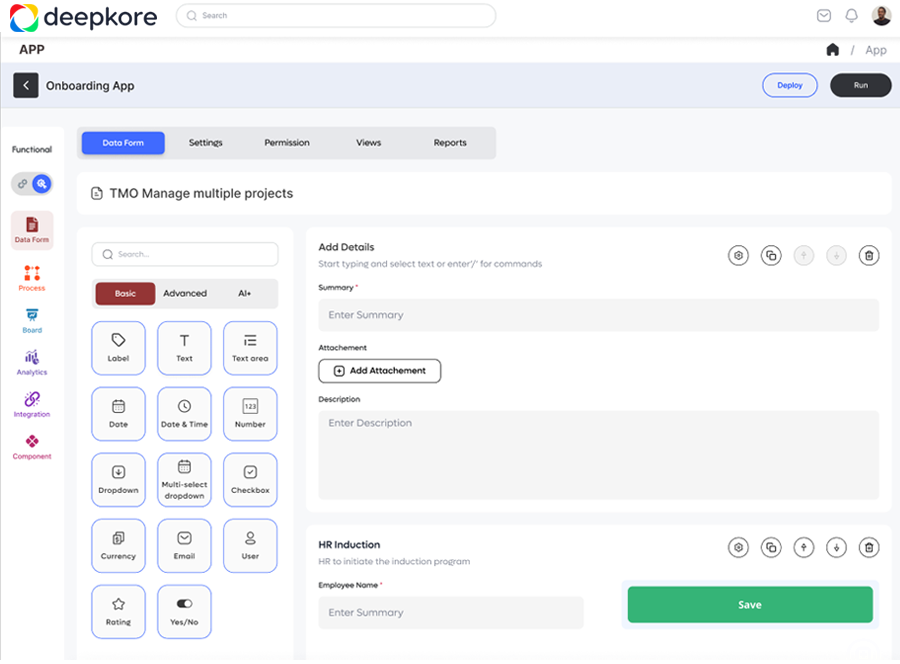 deepkore
Search
APP
/ App
Onboarding App
Deploy
Run
Functional
Data Form
Process
Board
Analytics
Integration
Component
Data Form Settings Permission Views Reports
TMO Manage multiple projects
Search...
Basic Advanced AI+
Label Text Text area
Date Date & Time Number
123
Dropdown Multi-select dropdown Checkbox
Currency Email User
Rating Yes/No
Add Details
Start typing and select text or enter'/' for commands
Summary *
Enter Summary
Attachement
Add Attachement
Description
Enter Description
HR Induction
HR to initiate the induction program
Employee Name *
Enter Summary
Save